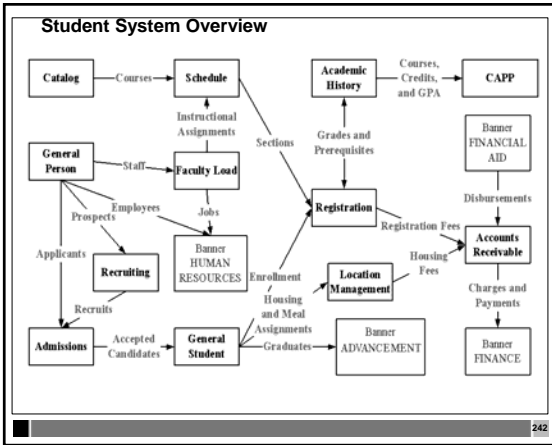 Student System Overview
Catalog
Courses
Schedule
Academic
History
Courses,
Credits,
and GPA
CAPP
Instructional
Assignments
Sections
Grades and
Prerequisites
Banner
FINANCIAL
AID
General
Person
Staff
Faculty Load
Disbursements
Prospects
Employees
Jobs
Registration
Registration Fees
Accounts
Receivable
Applicants
Recruiting
Banner
HUMAN
RESOURCES
Enrollment
Location
Management
Housing
Fees
Recruits
Housing
and Meal
Assignments
Charges and
Payments
Admissions
Accepted
Candidates
General
Student
Graduates
Banner
ADVANCEMENT
Banner
FINANCE
242